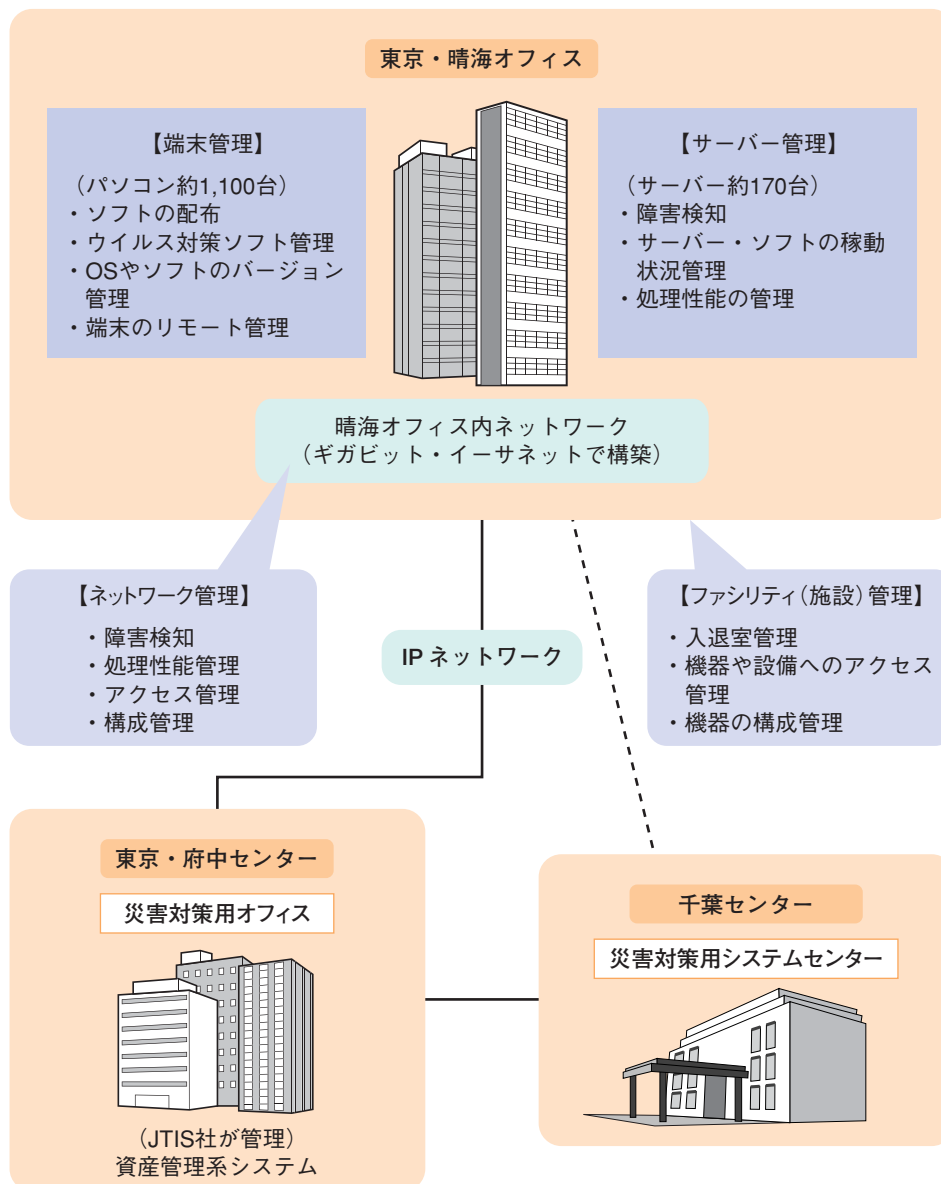 東京・晴海オフィス
【端末管理】
（パソコン約1,100台）
・ソフトの配布
・ウイルス対策ソフト管理
・OSやソフトのバージョン
管理
・端末のリモート管理
【サーバー管理】
（サーバー約170台）
・障害検知
・サーバー・ソフトの稼動
状況管理
・処理性能の管理
晴海オフィス内ネットワーク
（ギガビット・イーサネットで構築）
【ネットワーク管理】
・障害検知
・処理性能管理
・アクセス管理
・構成管理
IP ネットワーク
【ファシリティ（施設）管理】
・入退室管理
・機器や設備へのアクセス
管理
・機器の構成管理
東京・府中センター
災害対策用オフィス
（JTIS社が管理）
資産管理系システム
千葉センター
災害対策用システムセンター